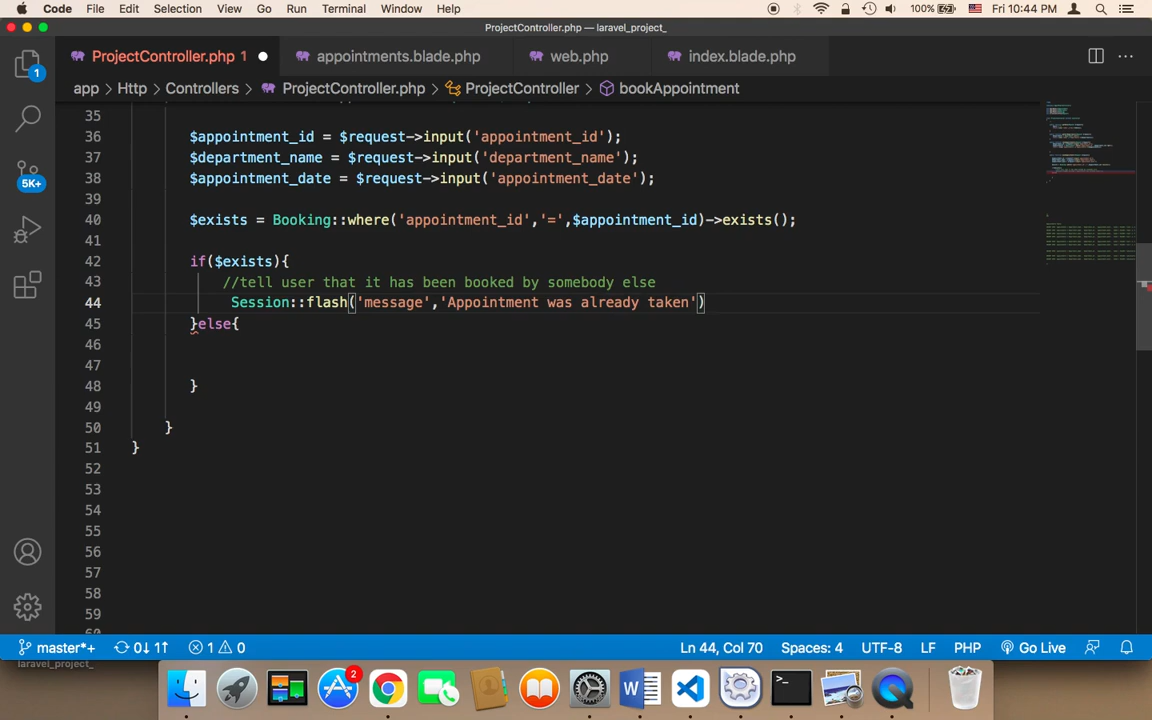 Code File Edit Selection View Go Run Terminal Window Help 100% Fri 10:44 PM
ProjectController.php — laravel_project_
ProjectController.php 1 appointments.blade.php web.php index.blade.php
1
app > Http > Controllers > ProjectController.php > ProjectController > bookAppointment
35
36 $appointment_id = $request->input('appointment_id');
37 $department_name = $request->input('department_name');
38 $appointment_date = $request->input('appointment_date');
5K+
39
40 $exists = Booking::where('appointment_id','=',$appointment_id)->exists();
41
42 if($exists){
43 //tell user that it has been booked by somebody else
44 Session::flash('message','Appointment was already taken')
45 }else{
46
47
48 }
49
50 }
51 }
52
53
54
55
56
57
58
59
master*+ 0↓ 1↑ 1 0 Ln 44, Col 70 Spaces: 4 UTF-8 LF PHP Go Live
laravel_project_
2